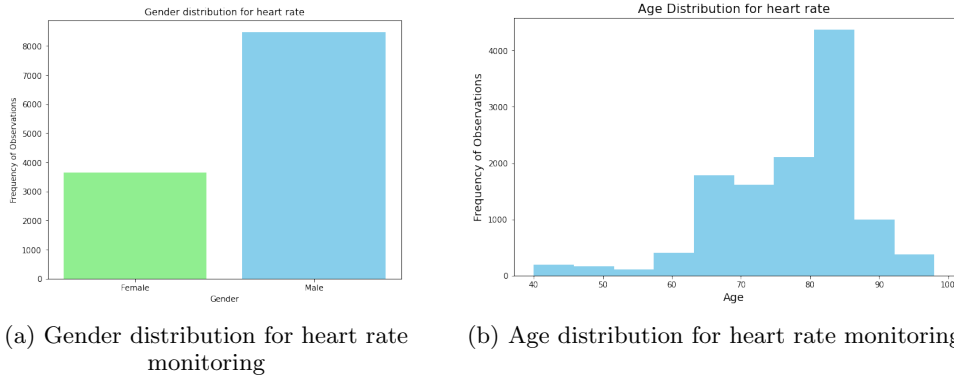 Gender distribution for heart rate
8000
7000
6000
5000
4000
3000
2000
1000
0
Frequency of Observations
Female
Male
Gender
(a) Gender distribution for heart rate
monitoring
Age Distribution for heart rate
4000
3000
2000
1000
0
Frequency of Observations
40
50
60
70
80
90
100
Age
(b) Age distribution for heart rate monitoring